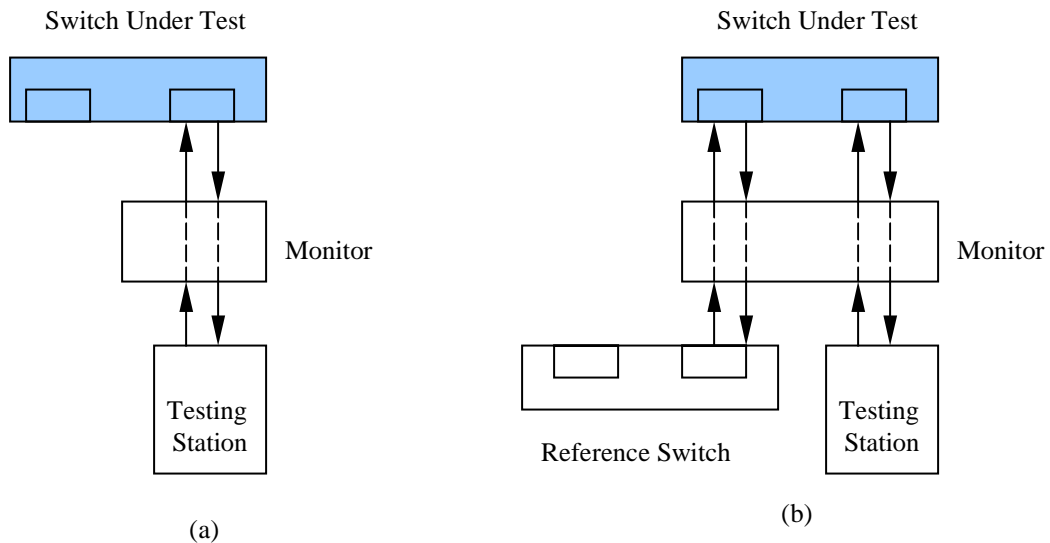 Switch Under Test
Monitor
Testing
Station
(a)
Switch Under Test
Monitor
Reference Switch
Testing
Station
(b)